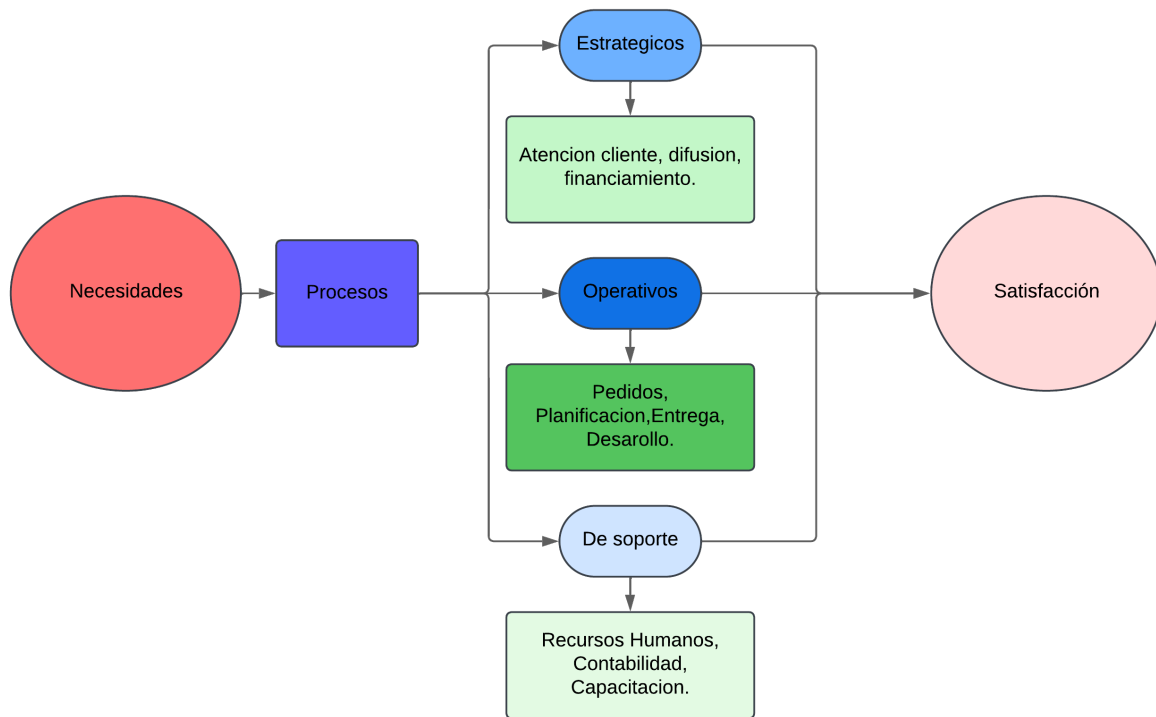 Estrategicos
Atencion cliente, difusion,
financiamiento.
Necesidades
Procesos
Operativos
Satisfacción
Pedidos,
Planificacion,Entrega,
Desarollo.
De soporte
Recursos Humanos,
Contabilidad,
Capacitacion.